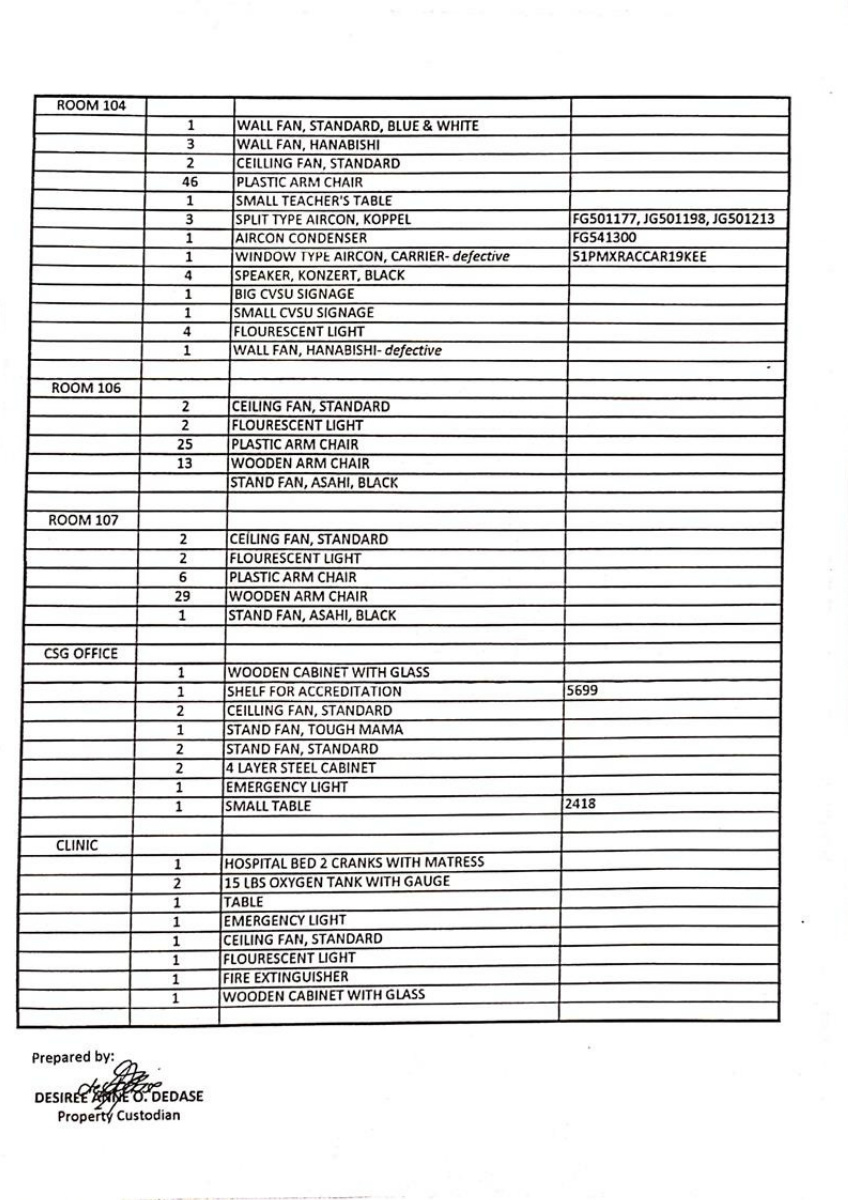 ROOM 104
1 WALL FAN, STANDARD, BLUE & WHITE
3 WALL FAN, HANABISHI
2 CEILLING FAN, STANDARD
46 PLASTIC ARM CHAIR
1 SMALL TEACHER'S TABLE
3 SPLIT TYPE AIRCON, KOPPEL FG501177, JG501198, JG501213
1 AIRCON CONDENSER FG541300
1 WINDOW TYPE AIRCON, CARRIER- defective 51PMXRACCAR19KEE
4 SPEAKER, KONZERT, BLACK
1 BIG CVSU SIGNAGE
1 SMALL CVSU SIGNAGE
4 FLOURESCENT LIGHT
1 WALL FAN, HANABISHI- defective
ROOM 106
2 CEILING FAN, STANDARD
2 FLOURESCENT LIGHT
25 PLASTIC ARM CHAIR
13 WOODEN ARM CHAIR
STAND FAN, ASAHI, BLACK
ROOM 107
2 CEILING FAN, STANDARD
2 FLOURESCENT LIGHT
6 PLASTIC ARM CHAIR
29 WOODEN ARM CHAIR
1 STAND FAN, ASAHI, BLACK
CSG OFFICE
1 WOODEN CABINET WITH GLASS
1 SHELF FOR ACCREDITATION 5699
2 CEILLING FAN, STANDARD
1 STAND FAN, TOUGH MAMA
2 STAND FAN, STANDARD
2 4 LAYER STEEL CABINET
1 EMERGENCY LIGHT
1 SMALL TABLE 2418
CLINIC
1 HOSPITAL BED 2 CRANKS WITH MATRESS
2 15 LBS OXYGEN TANK WITH GAUGE
1 TABLE
1 EMERGENCY LIGHT
1 CEILING FAN, STANDARD
1 FLOURESCENT LIGHT
1 FIRE EXTINGUISHER
1 WOODEN CABINET WITH GLASS
Prepared by:
DESIREE ANNE O. DEDASE
Property Custodian